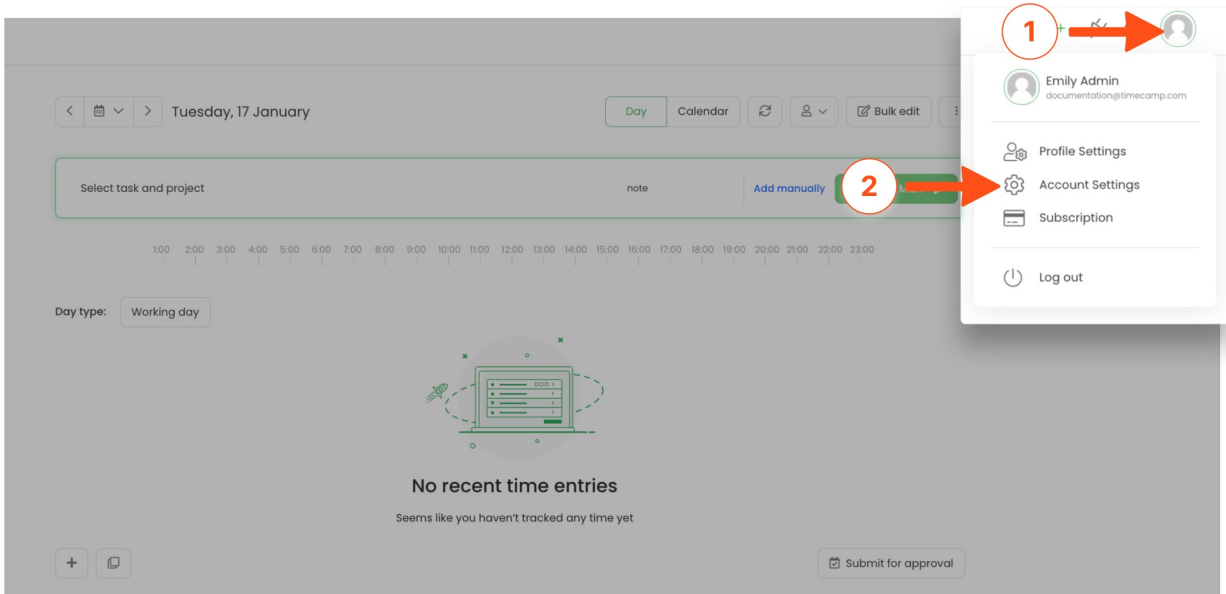 1
Emily Admin
documentation@timecamp.com
Tuesday, 17 January
Day
Calendar
Bulk edit
Profile Settings
Select task and project
note
Add manually
2
Account Settings
Subscription
1:00 2:00 3:00 4:00 5:00 6:00 7:00 8:00 9:00 10:00 11:00 12:00 13:00 14:00 15:00 16:00 17:00 18:00 19:00 20:00 21:00 22:00 23:00
Log out
Day type:
Working day
No recent time entries
Seems like you haven't tracked any time yet
Submit for approval